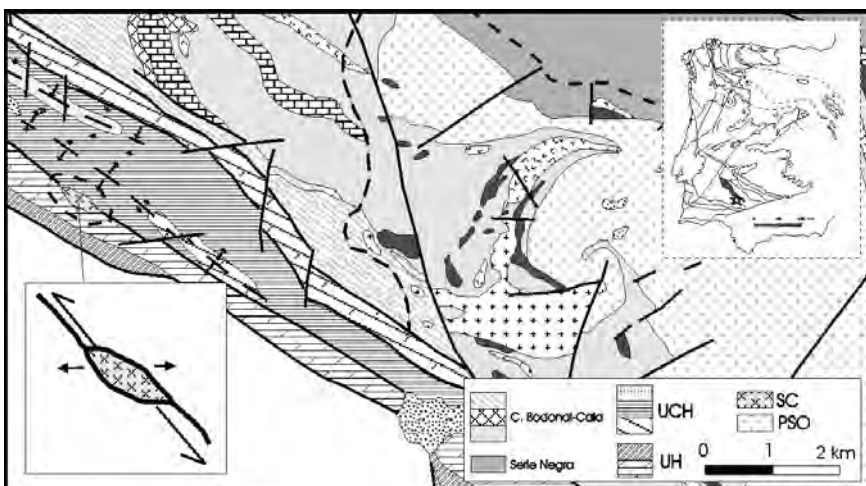 C. Bodonal-Cala
Serie Negra
UCH
UH
SC
PSO
0 1 2 km